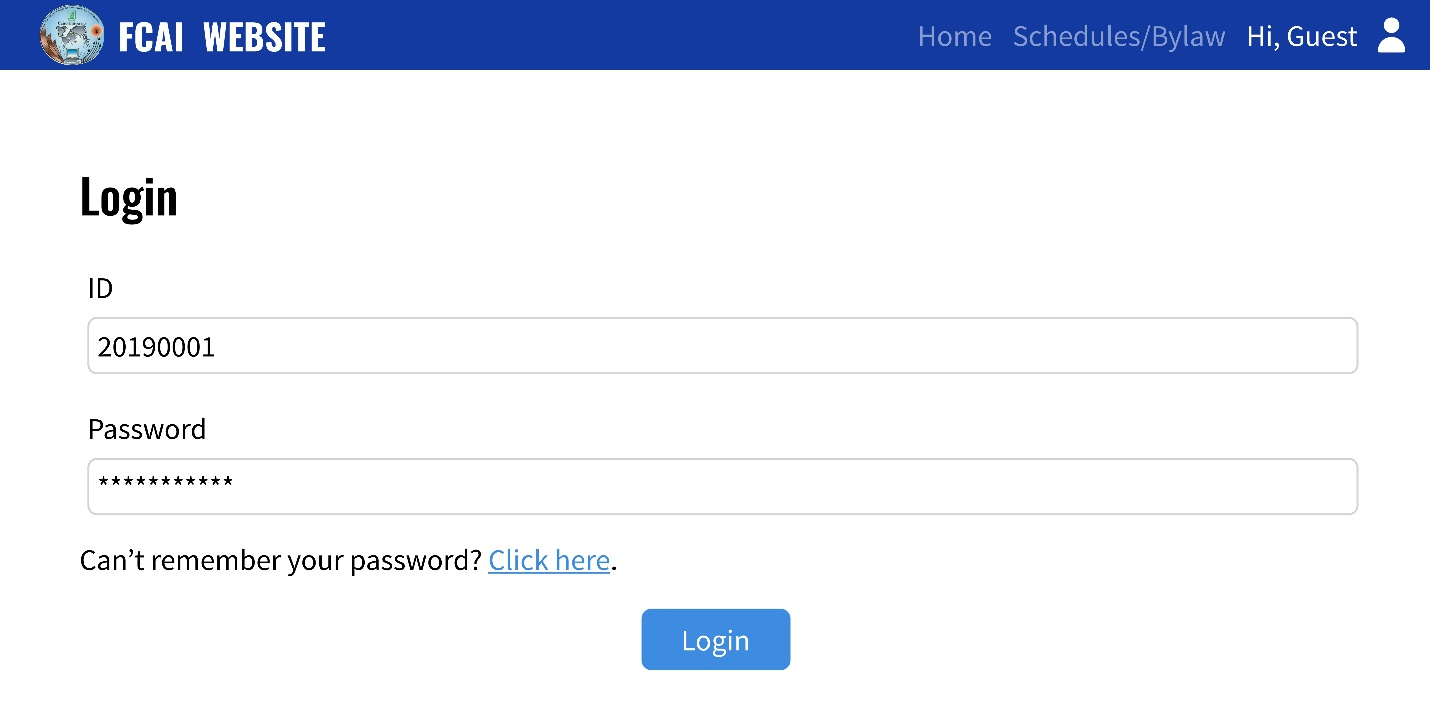 FCAI WEBSITE
Home Schedules/Bylaw Hi, Guest
Login
ID
20190001
Password
***********
Can’t remember your password? Click here.
Login